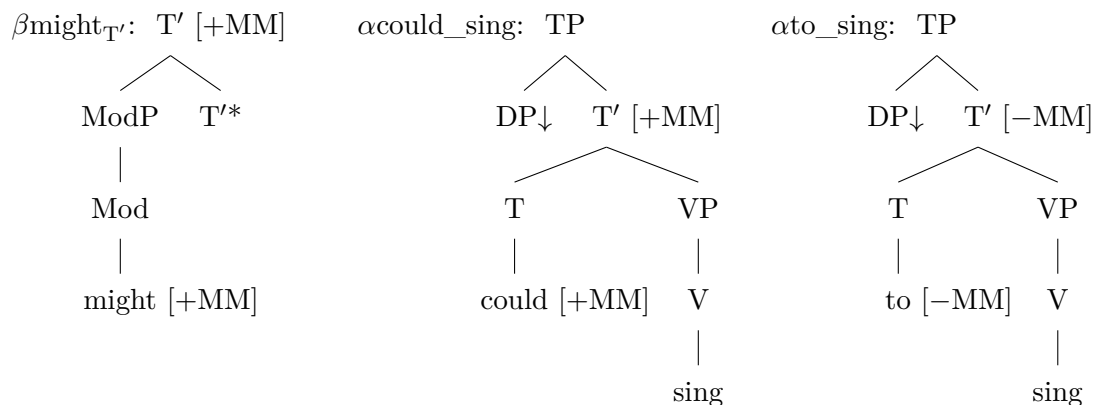 βmight_T′: T′ [+MM] αcould_sing: TP αto_sing: TP
ModP T′* DP↓ T′ [+MM] DP↓ T′ [−MM]
Mod T VP T VP
might [+MM] could [+MM] V to [−MM] V
sing sing